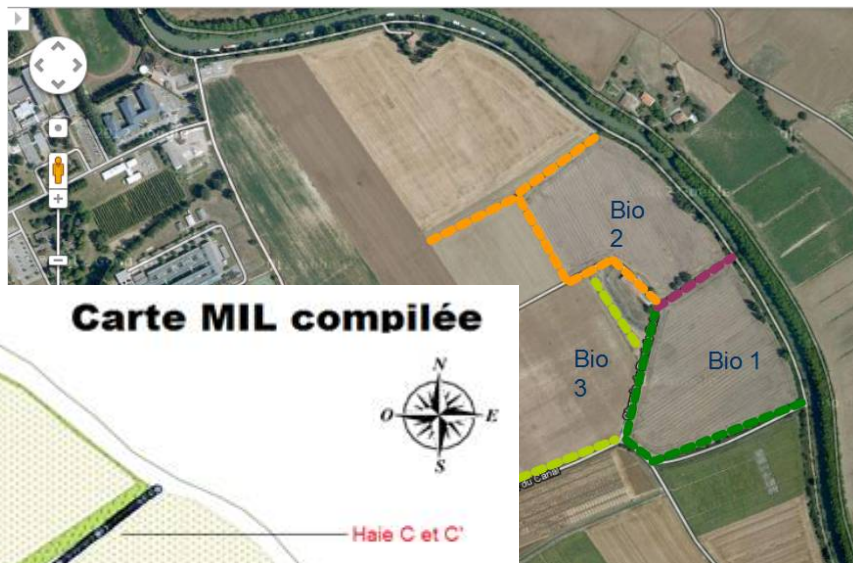 Bio
2
Bio
3
Bio 1
du Canal
Carte MIL compilée
N
O
E
S
Haie C et C'